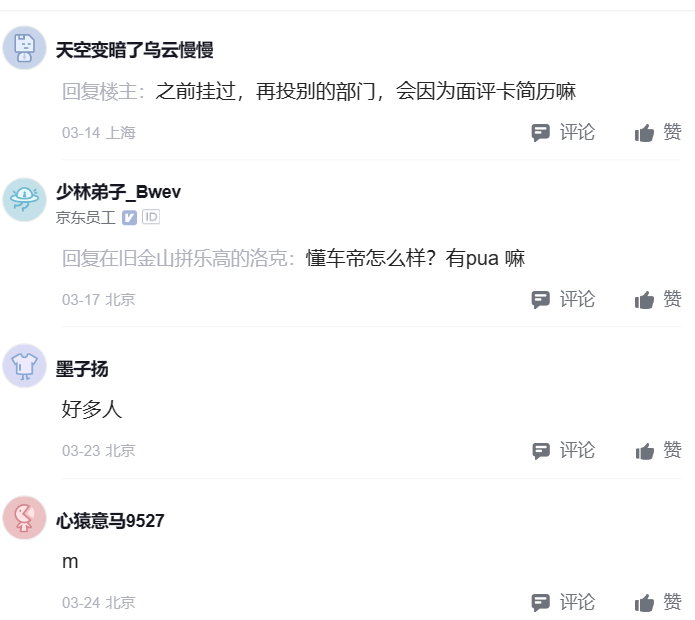 天空变暗了乌云慢慢
回复楼主：之前挂过，再投别的部门，会因为面评卡简历嘛
03-14 上海 评论 赞
少林弟子_Bwev
京东员工 V ID
回复在旧金山拼乐高的洛克：懂车帝怎么样？有pua 嘛
03-17 北京 评论 赞
墨子扬
好多人
03-23 北京 评论 赞
心猿意马9527
m
03-24 北京 评论 赞